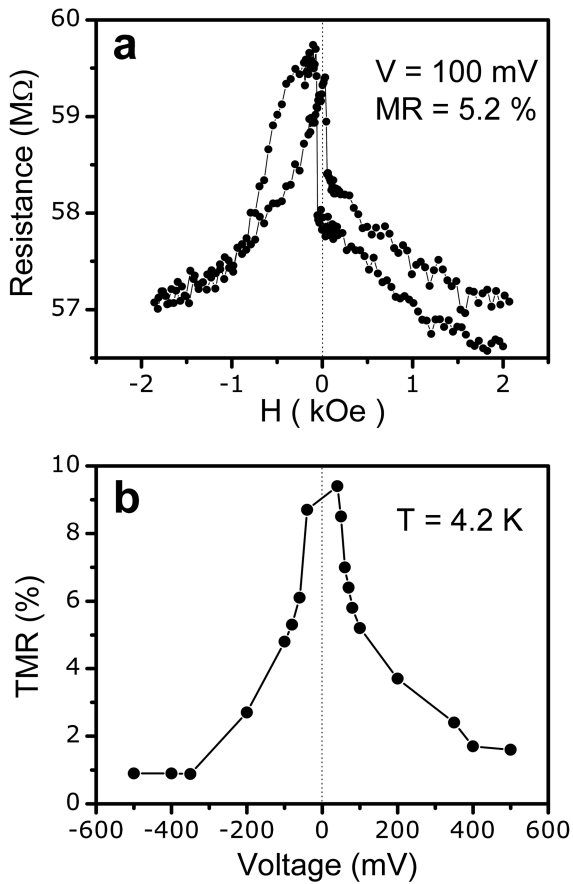 a
V = 100 mV
MR = 5.2 %
Resistance (MΩ)
60
59
58
57
-2 -1 0 1 2
H ( kOe )
b
T = 4.2 K
TMR (%)
10
8
6
4
2
0
-600 -400 -200 0 200 400 600
Voltage (mV)